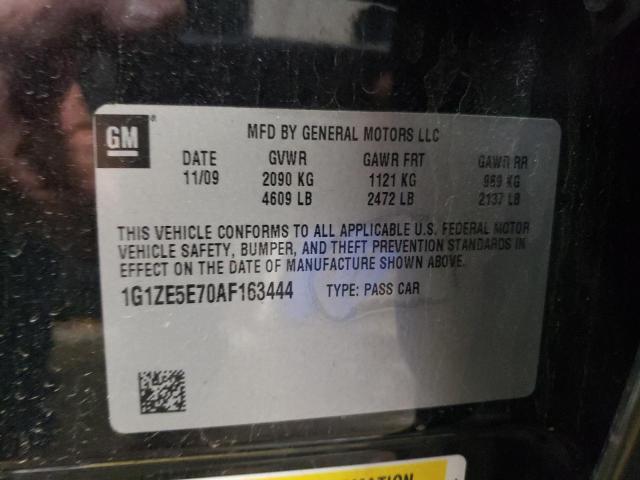 GM
MFD BY GENERAL MOTORS LLC
DATE GVWR GAWR FRT GAWR RR
11/09 2090 KG 1121 KG 969 KG
4609 LB 2472 LB 2137 LB
THIS VEHICLE CONFORMS TO ALL APPLICABLE U.S. FEDERAL MOTOR
VEHICLE SAFETY, BUMPER, AND THEFT PREVENTION STANDARDS IN
EFFECT ON THE DATE OF MANUFACTURE SHOWN ABOVE.
1G1ZE5E70AF163444 TYPE: PASS CAR